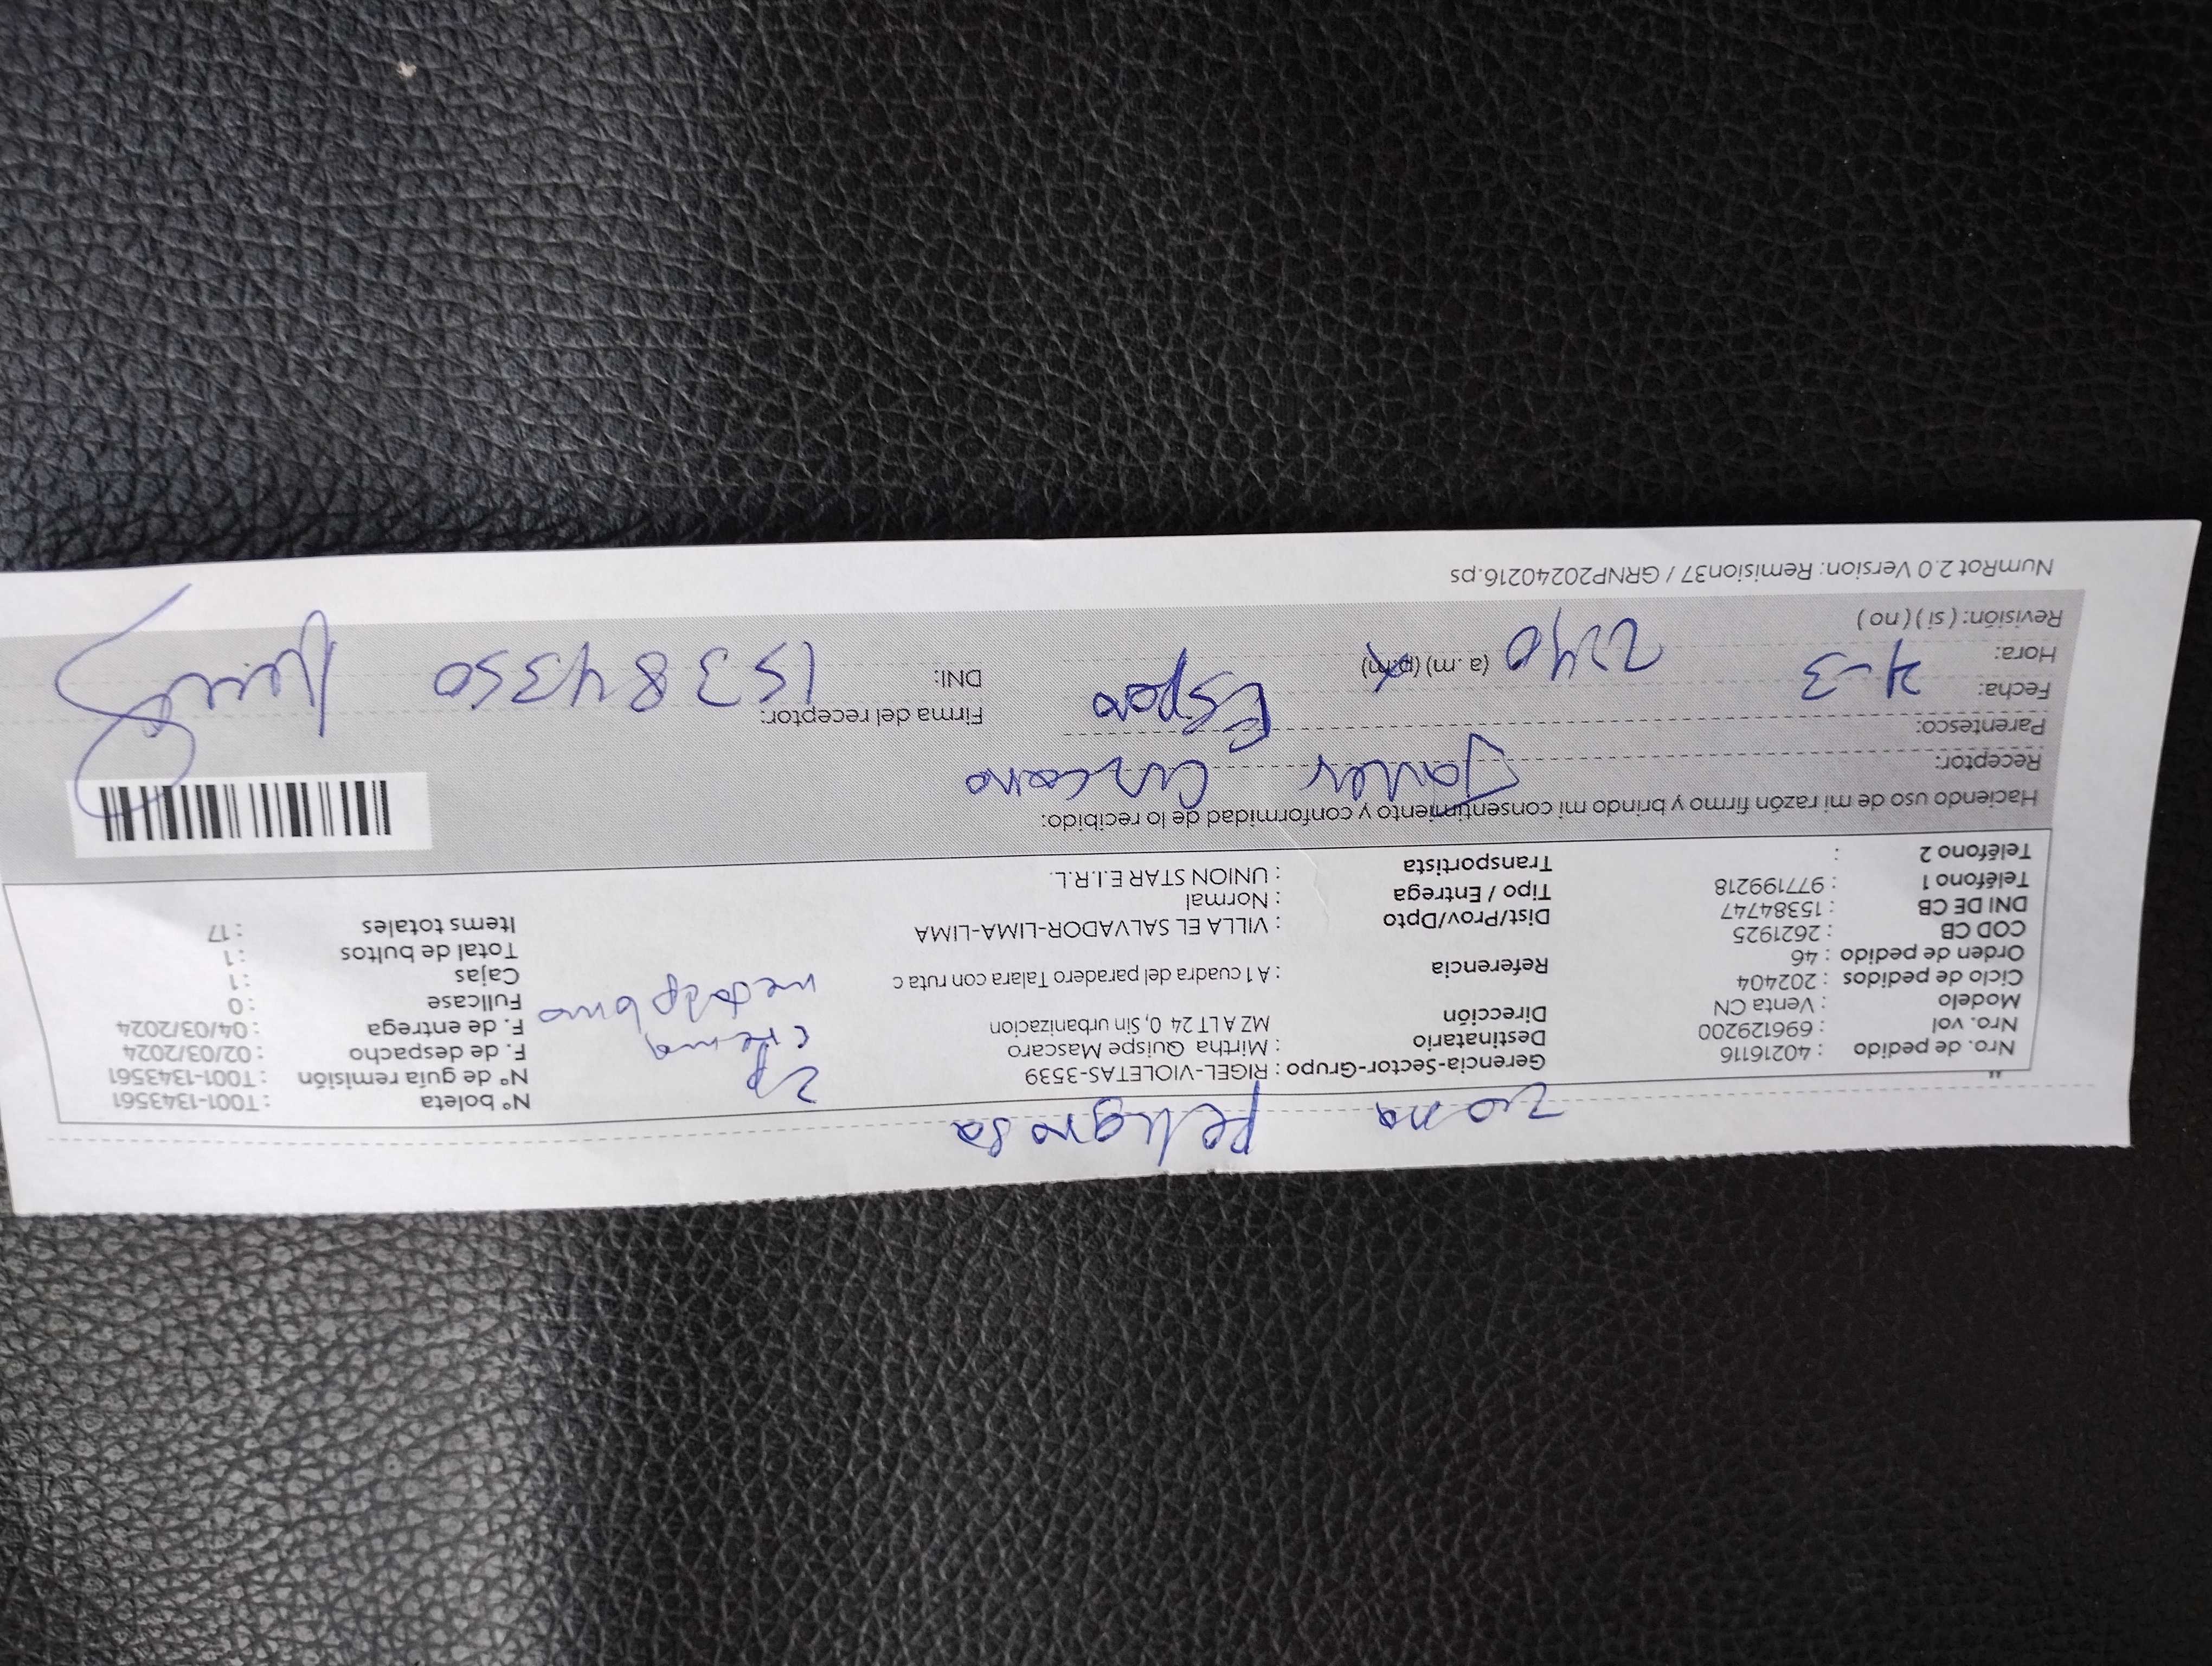 zona peligrosa
Nro. de pedido : 40216116
Nro. vol : 696129200
Modelo : Venta CN
Ciclo de pedidos : 202404
Orden de pedido : 46
COD CB : 2621925
DNI DE CB : 15384747
Teléfono 1 : 977199218
Teléfono 2 :
Gerencia-Sector-Grupo : RIGEL-VIOLETAS-3539
Destinatario : Mirtha Quispe Mascaro
Dirección MZ A LT 24 0, Sin urbanizacion
Referencia : A 1 cuadra del paradero Talara con ruta c
Dist/Prov/Dpto : VILLA EL SALVADOR-LIMA-LIMA
Tipo / Entrega : Normal
Transportista : UNION STAR E.I.R.L.
2p
crema
N° boleta : T001-1343561
N° de guía remisión : T001-1343561
F. de despacho : 02/03/2024
F. de entrega : 04/03/2024
Fullcase : 0
Cajas : 1
Total de bultos : 1
Items totales : 17
Haciendo uso de mi razón firmo y brindo mi consentimiento y conformidad de lo recibido:
Receptor: Javier
Parentesco: Esposo
Fecha: 4-3
Hora: 2:40 (a.m) (p.m)
Revisión: ( si ) ( no )
Firma del receptor:
DNI: 15384350
NumRot 2.0 Version: Remision37 / GRNP20240216.ps